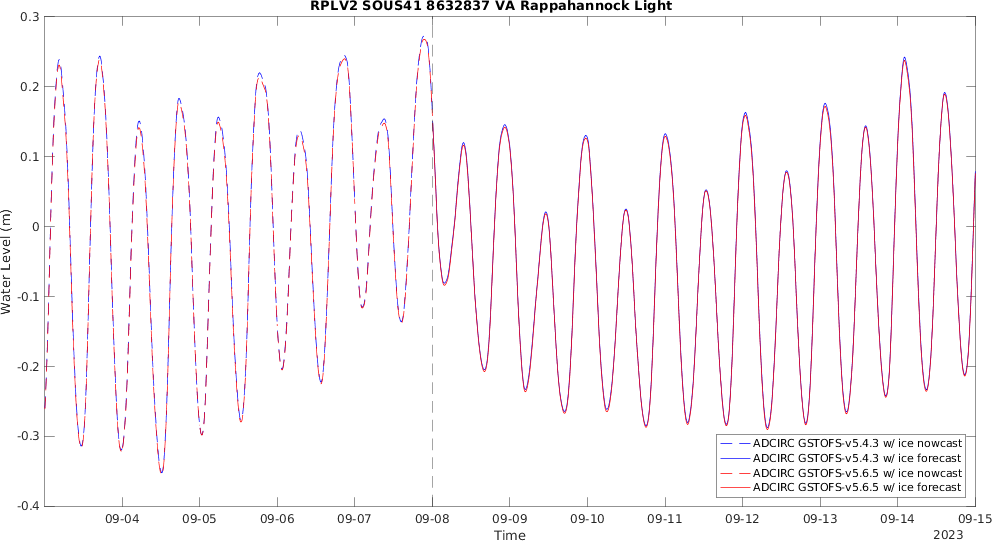 RPLV2 SOUS41 8632837 VA Rappahannock Light
0.3
0.2
0.1
0
-0.1
-0.2
-0.3
-0.4
Water Level (m)
ADCIRC GSTOFS-v5.4.3 w/ ice nowcast
ADCIRC GSTOFS-v5.4.3 w/ ice forecast
ADCIRC GSTOFS-v5.6.5 w/ ice nowcast
ADCIRC GSTOFS-v5.6.5 w/ ice forecast
09-04 09-05 09-06 09-07 09-08 09-09 09-10 09-11 09-12 09-13 09-14 09-15
Time
2023